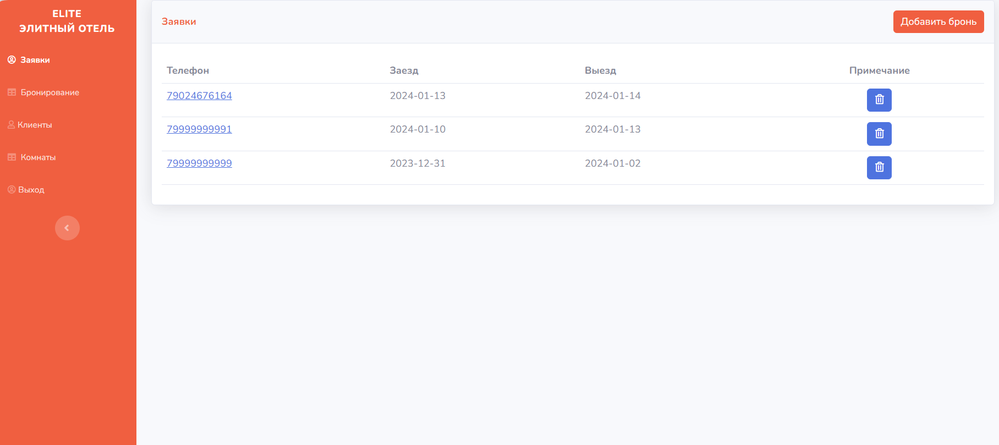 ELITE
ЭЛИТНЫЙ ОТЕЛЬ
Заявки
Бронирование
Клиенты
Комнаты
Выход
Заявки
Добавить бронь
Телефон Заезд Выезд Примечание
79024676164 2024-01-13 2024-01-14
79999999991 2024-01-10 2024-01-13
79999999999 2023-12-31 2024-01-02